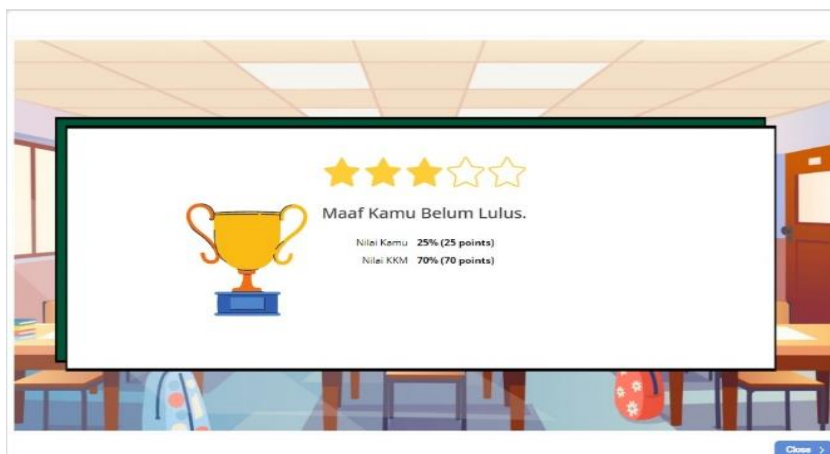 Maaf Kamu Belum Lulus.
Nilai Kamu 25% (25 points)
Nilai KKM 70% (70 points)
Close